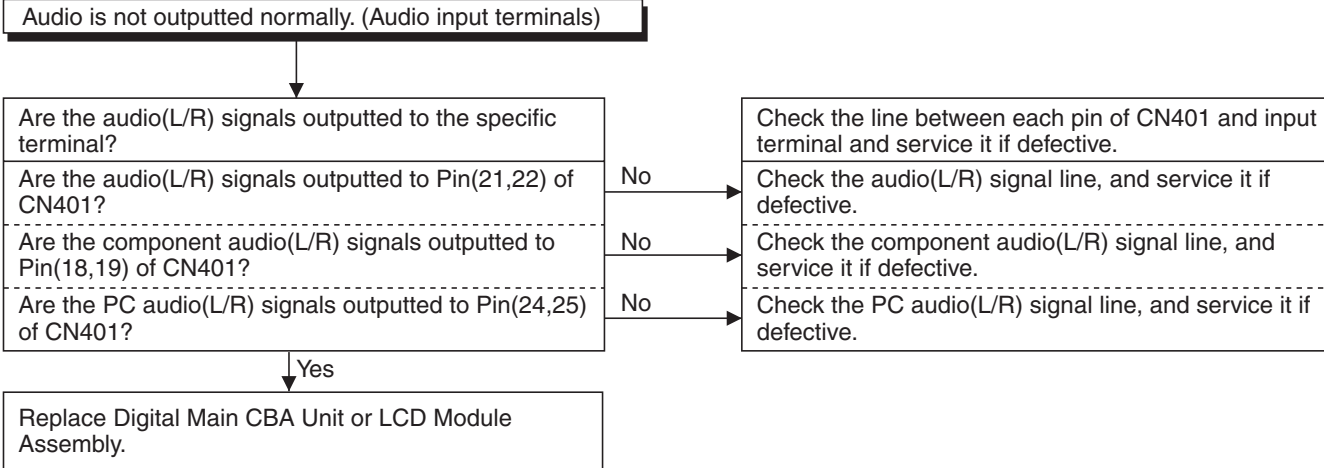 Audio is not outputted normally. (Audio input terminals)
Are the audio(L/R) signals outputted to the specific
terminal?
Check the line between each pin of CN401 and input
terminal and service it if defective.
Are the audio(L/R) signals outputted to Pin(21,22) of
CN401?
No
Check the audio(L/R) signal line, and service it if
defective.
Are the component audio(L/R) signals outputted to
Pin(18,19) of CN401?
No
Check the component audio(L/R) signal line, and
service it if defective.
Are the PC audio(L/R) signals outputted to Pin(24,25)
of CN401?
No
Check the PC audio(L/R) signal line, and service it if
defective.
Yes
Replace Digital Main CBA Unit or LCD Module
Assembly.